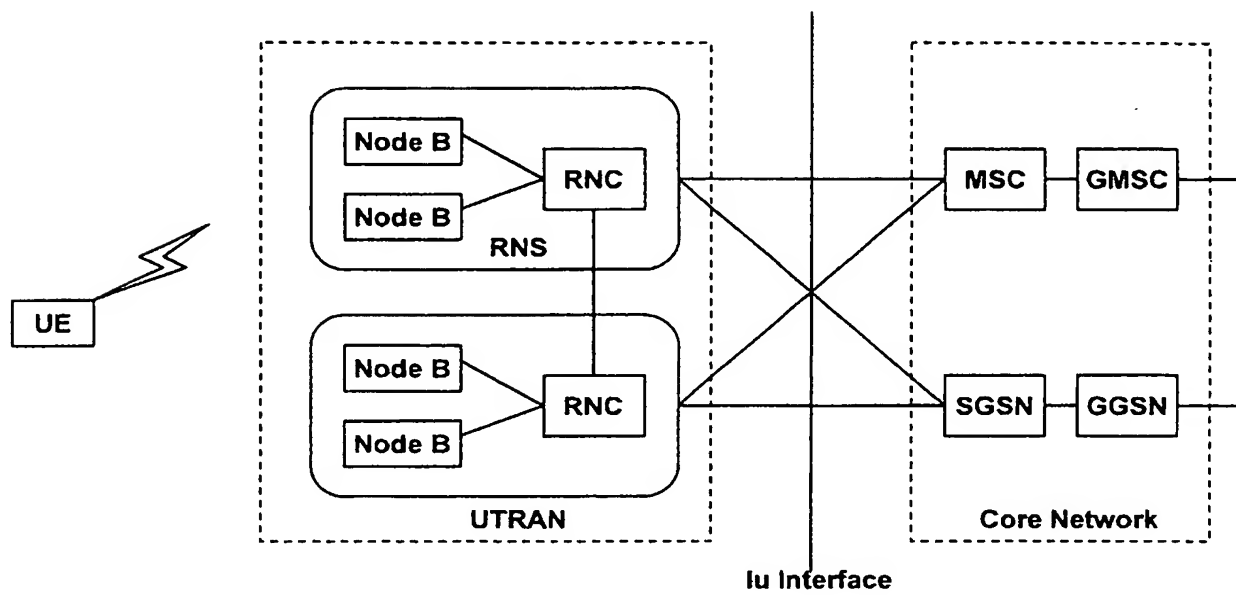 Node B
Node B
RNC
RNS
MSC
GMSC
UE
Node B
Node B
RNC
SGSN
GGSN
UTRAN
Core Network
Iu Interface